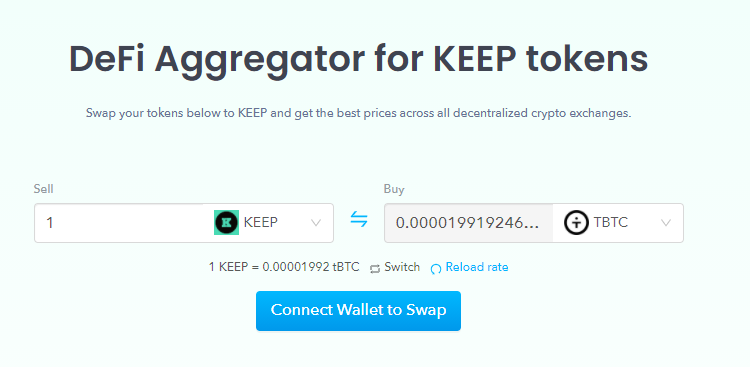 DeFi Aggregator for KEEP tokens
Swap your tokens below to KEEP and get the best prices across all decentralized crypto exchanges.
Sell
Buy
1
KEEP
0.000019919246...
TBTC
1 KEEP = 0.00001992 tBTC Switch Reload rate
Connect Wallet to Swap